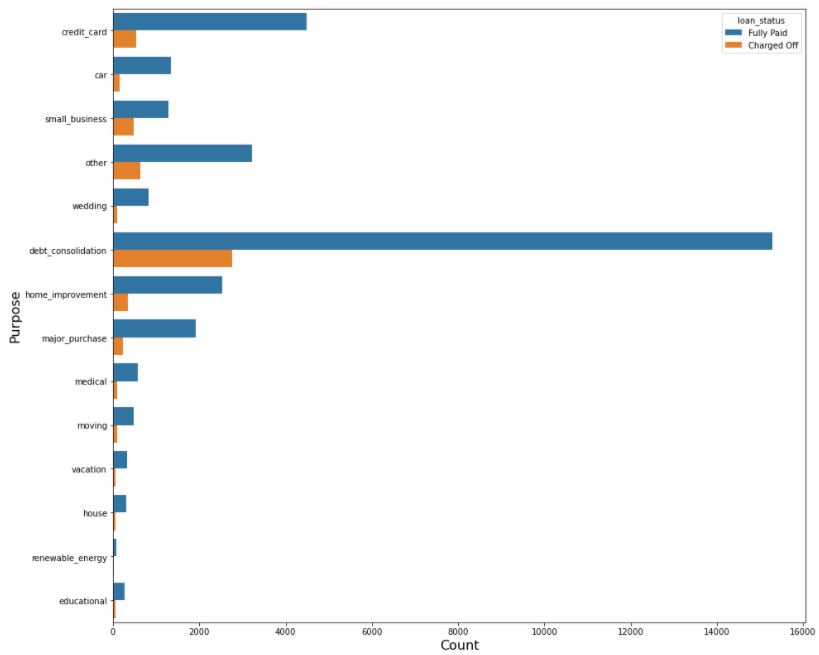 loan_status
Fully Paid
Charged Off
credit_card
car
small_business
other
wedding
debt_consolidation
home_improvement
major_purchase
medical
moving
vacation
house
renewable_energy
educational
Purpose
0 2000 4000 6000 8000 10000 12000 14000 16000
Count